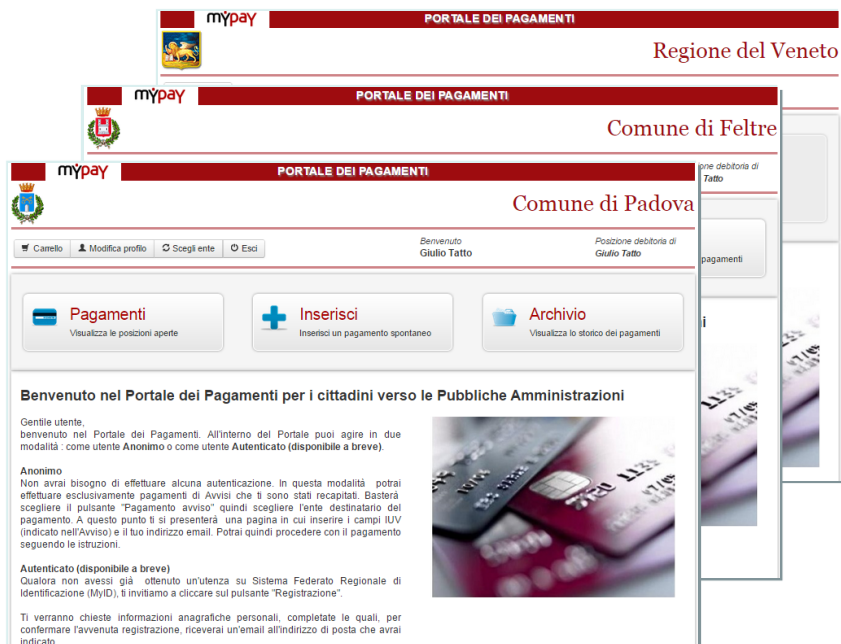 mypay PORTALE DEI PAGAMENTI
Regione del Veneto
mypay PORTALE DEI PAGAMENTI
Comune di Feltre
mypay PORTALE DEI PAGAMENTI
Comune di Padova
Carrello Modifica profilo Scegli ente Esci
Benvenuto
Giulio Tatto
Posizione debitoria di
Giulio Tatto
one debitoria di
Tatto
pagamenti
Pagamenti
Visualizza le posizioni aperte
Inserisci
Inserisci un pagamento spontaneo
Archivio
Visualizza lo storico dei pagamenti
Benvenuto nel Portale dei Pagamenti per i cittadini verso le Pubbliche Amministrazioni
Gentile utente,
benvenuto nel Portale dei Pagamenti. All'interno del Portale puoi agire in due
modalità : come utente Anonimo o come utente Autenticato (disponibile a breve).
Anonimo
Non avrai bisogno di effettuare alcuna autenticazione. In questa modalità potrai
effettuare esclusivamente pagamenti di Avvisi che ti sono stati recapitati. Basterà
scegliere il pulsante "Pagamento avviso" quindi scegliere l'ente destinatario del
pagamento. A questo punto ti si presenterà una pagina in cui inserire i campi IUV
(indicato nell'Avviso) e il tuo indirizzo email. Potrai quindi procedere con il pagamento
seguendo le istruzioni.
Autenticato (disponibile a breve)
Qualora non avessi già ottenuto un'utenza su Sistema Federato Regionale di
Identificazione (MyID), ti invitiamo a cliccare sul pulsante "Registrazione".
Ti verranno chieste informazioni anagrafiche personali, completate le quali, per
confermare l'avvenuta registrazione, riceverai un'email all'indirizzo di posta che avrai
indicato.